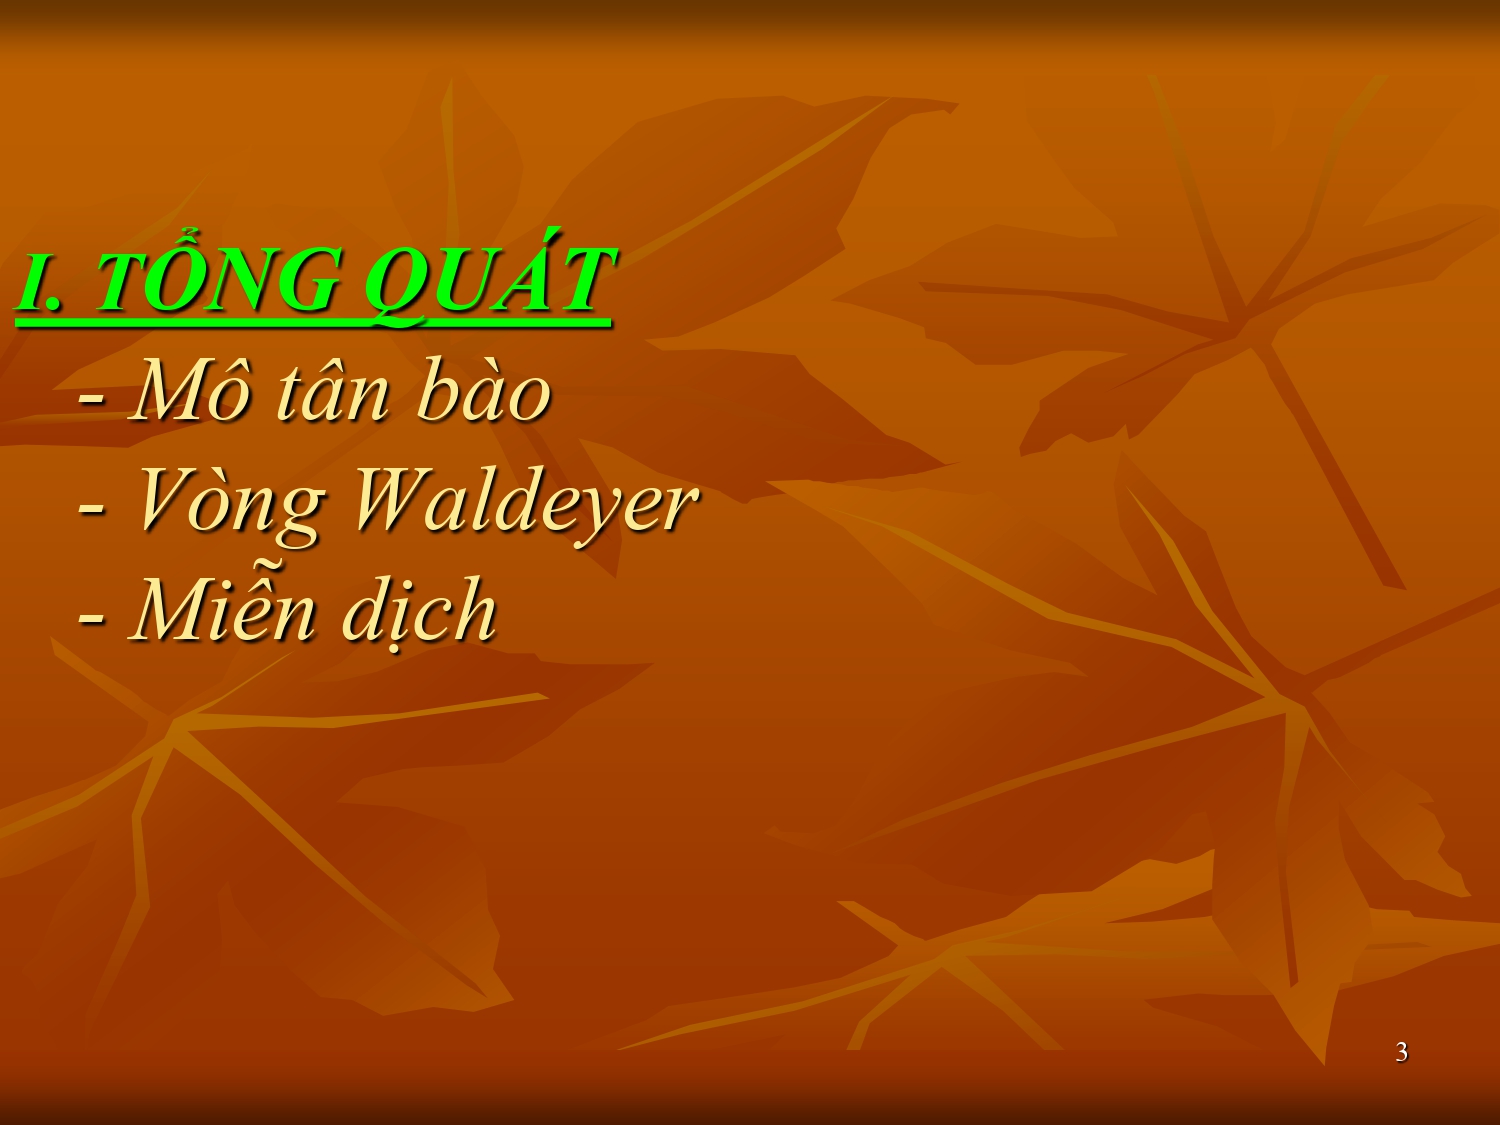 I. TỔNG QUÁT
- Mô tân bào
- Vòng Waldeyer
- Miễn dịch
3